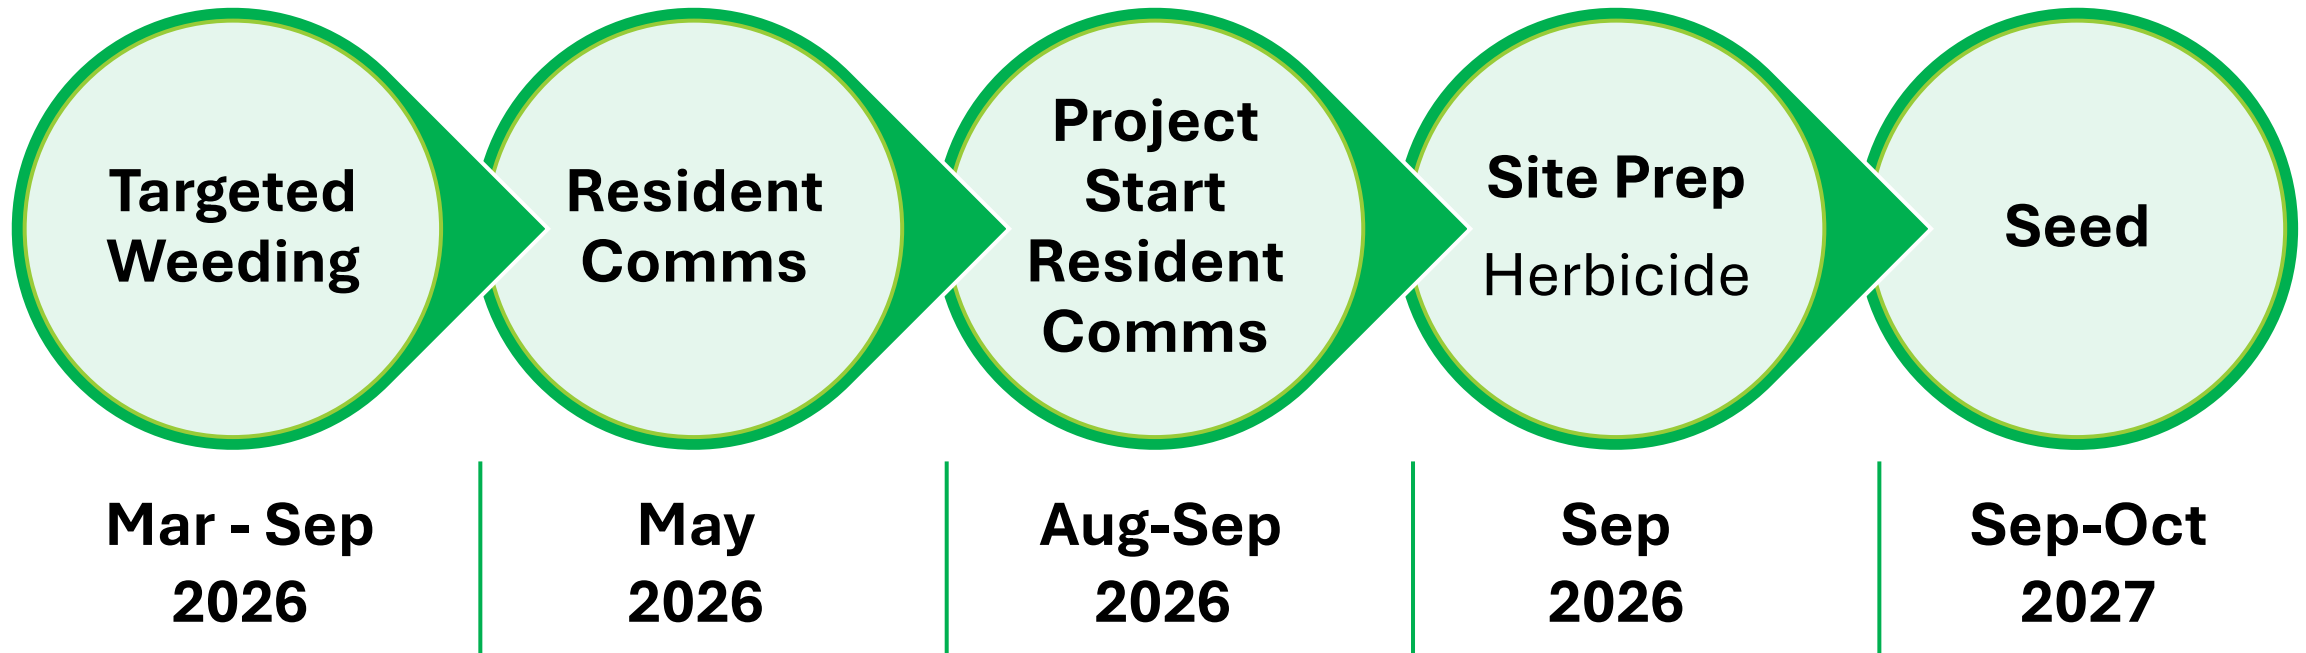 Targeted
Weeding
Resident
Comms
Project
Start
Resident
Comms
Site Prep
Herbicide
Seed
Mar - Sep
2026
May
2026
Aug-Sep
2026
Sep
2026
Sep-Oct
2027